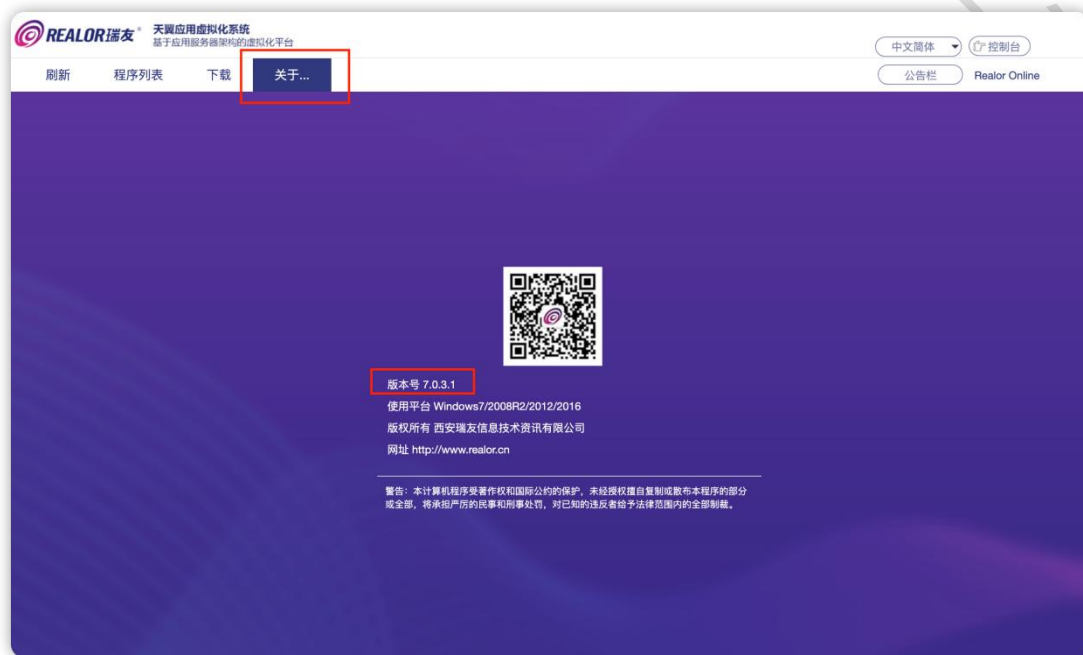 REALOR瑞友® 天翼应用虚拟化系统
基于应用服务器架构的虚拟化平台
中文简体 控制台
刷新 程序列表 下载 关于...
公告栏 Realor Online
版本号 7.0.3.1
使用平台 Windows7/2008R2/2012/2016
版权所有 西安瑞友信息技术资讯有限公司
网址 http://www.realor.cn
警告：本计算机程序受著作权和国际公约的保护，未经授权擅自复制或散布本程序的部分
或全部，将承担严厉的民事和刑事处罚，对已知的违反者给予法律范围内的全部制裁。